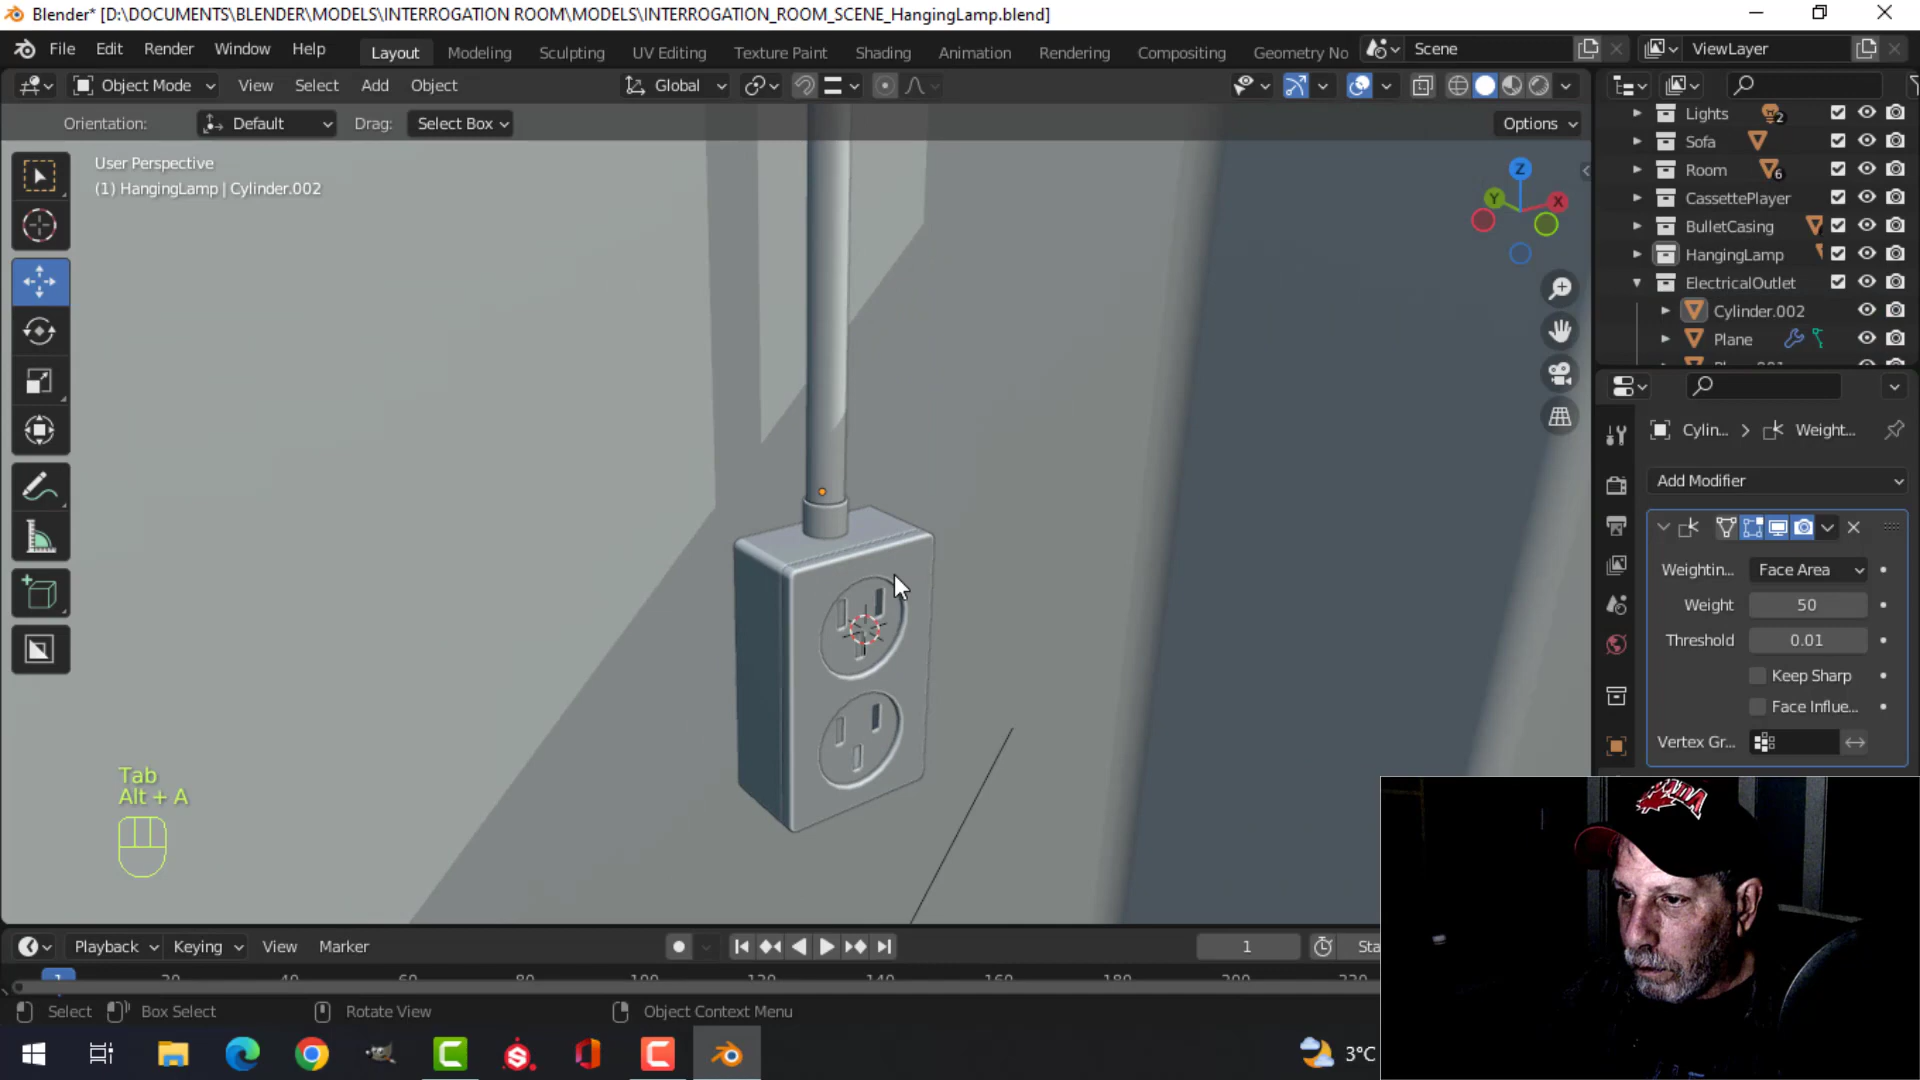 Blender* [D:\DOCUMENTS\BLENDER\MODELS\INTERROGATION ROOM\MODELS\INTERROGATION_ROOM_SCENE_HangingLamp.blend]
File Edit Render Window Help Layout Modeling Sculpting UV Editing Texture Paint Shading Animation Rendering Compositing Geometry No Scene ViewLayer
Object Mode View Select Add Object Global
Orientation: Default Drag: Select Box Options
User Perspective
(1) HangingLamp | Cylinder.002
Z
Y X
Lights 2
Sofa
Room 6
CassettePlayer
BulletCasing
HangingLamp
ElectricalOutlet
Cylinder.002
Plane
Cylin... > Weight...
Add Modifier
Weightin... Face Area
Weight 50
Threshold 0.01
Keep Sharp
Face Influe...
Vertex Gr...
Tab
Alt + A
Playback Keying View Marker 1 Sta
1
Select Box Select Rotate View Object Context Menu
3°C